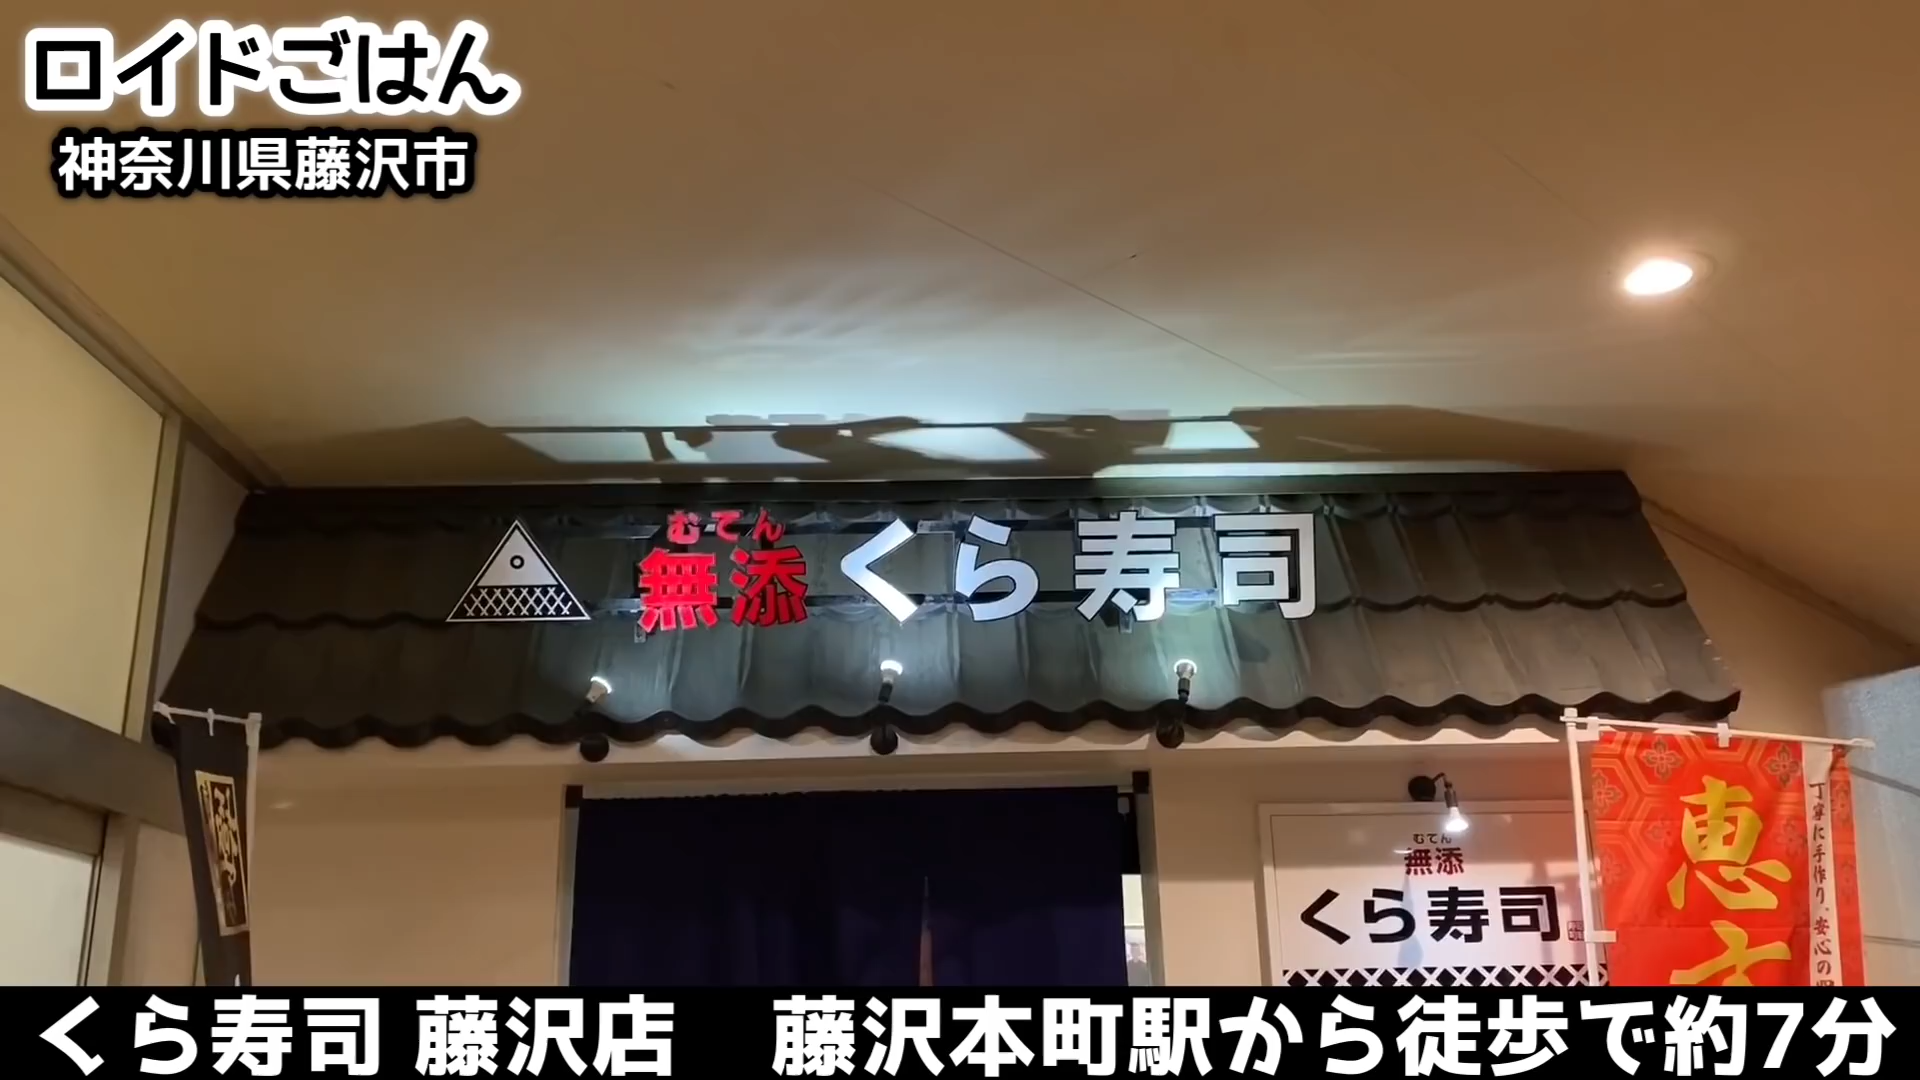 ロイドごはん
神奈川県藤沢市
むてん
無添 くら寿司
むてん
無添
くら寿司
恵方
丁寧に手作り、安心の
くら寿司 藤沢店　藤沢本町駅から徒歩で約7分